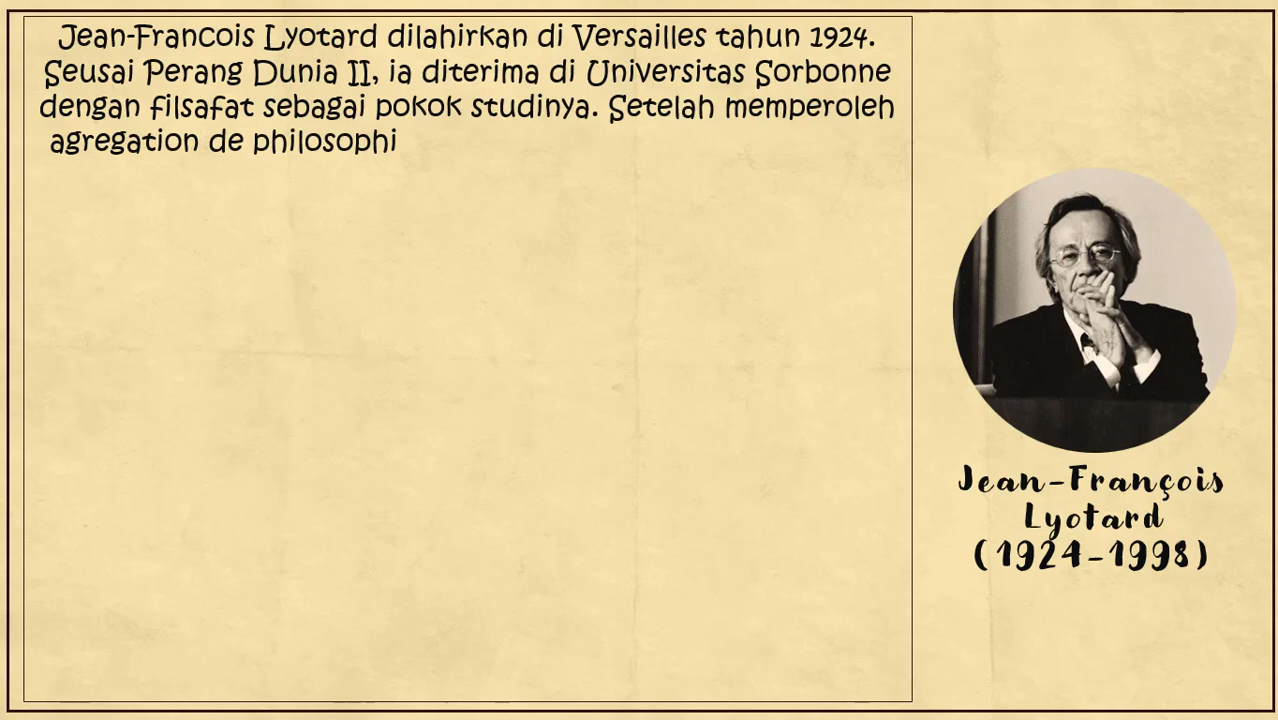 Jean-Francois Lyotard dilahirkan di Versailles tahun 1924.
Seusai Perang Dunia II, ia diterima di Universitas Sorbonne
dengan filsafat sebagai pokok studinya. Setelah memperoleh
agregation de philosophi
Jean-François
Lyotard
(1924-1998)